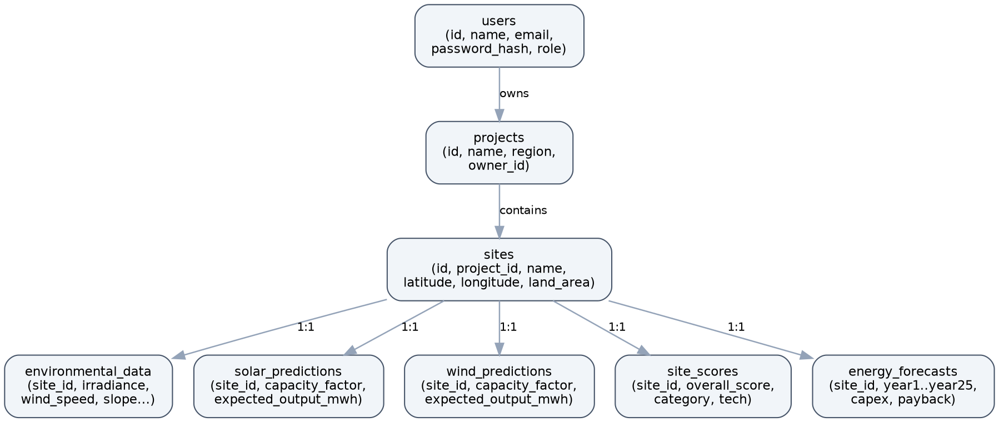 users
(id, name, email,
password_hash, role)
owns
projects
(id, name, region,
owner_id)
contains
sites
(id, project_id, name,
latitude, longitude, land_area)
1:1
1:1
1:1
1:1
1:1
environmental_data
(site_id, irradiance,
wind_speed, slope...)
solar_predictions
(site_id, capacity_factor,
expected_output_mwh)
wind_predictions
(site_id, capacity_factor,
expected_output_mwh)
site_scores
(site_id, overall_score,
category, tech)
energy_forecasts
(site_id, year1..year25,
capex, payback)